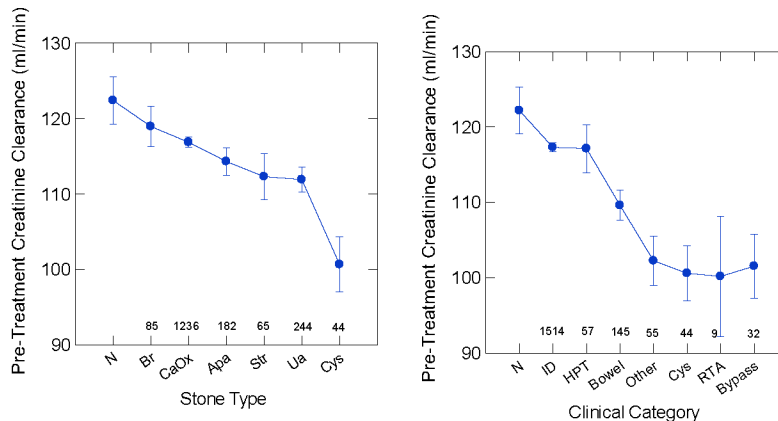 Pre-Treatment Creatinine Clearance (ml/min)
130
120
110
100
90
85 1236 182 65 244 44
N Br CaOx Apa Str Ua Cys
Stone Type
Pre-Treatment Creatinine Clearance (ml/min)
130
120
110
100
90
1514 57 145 55 44 9 32
N ID HPT Bowel Other Cys RTA Bypass
Clinical Category